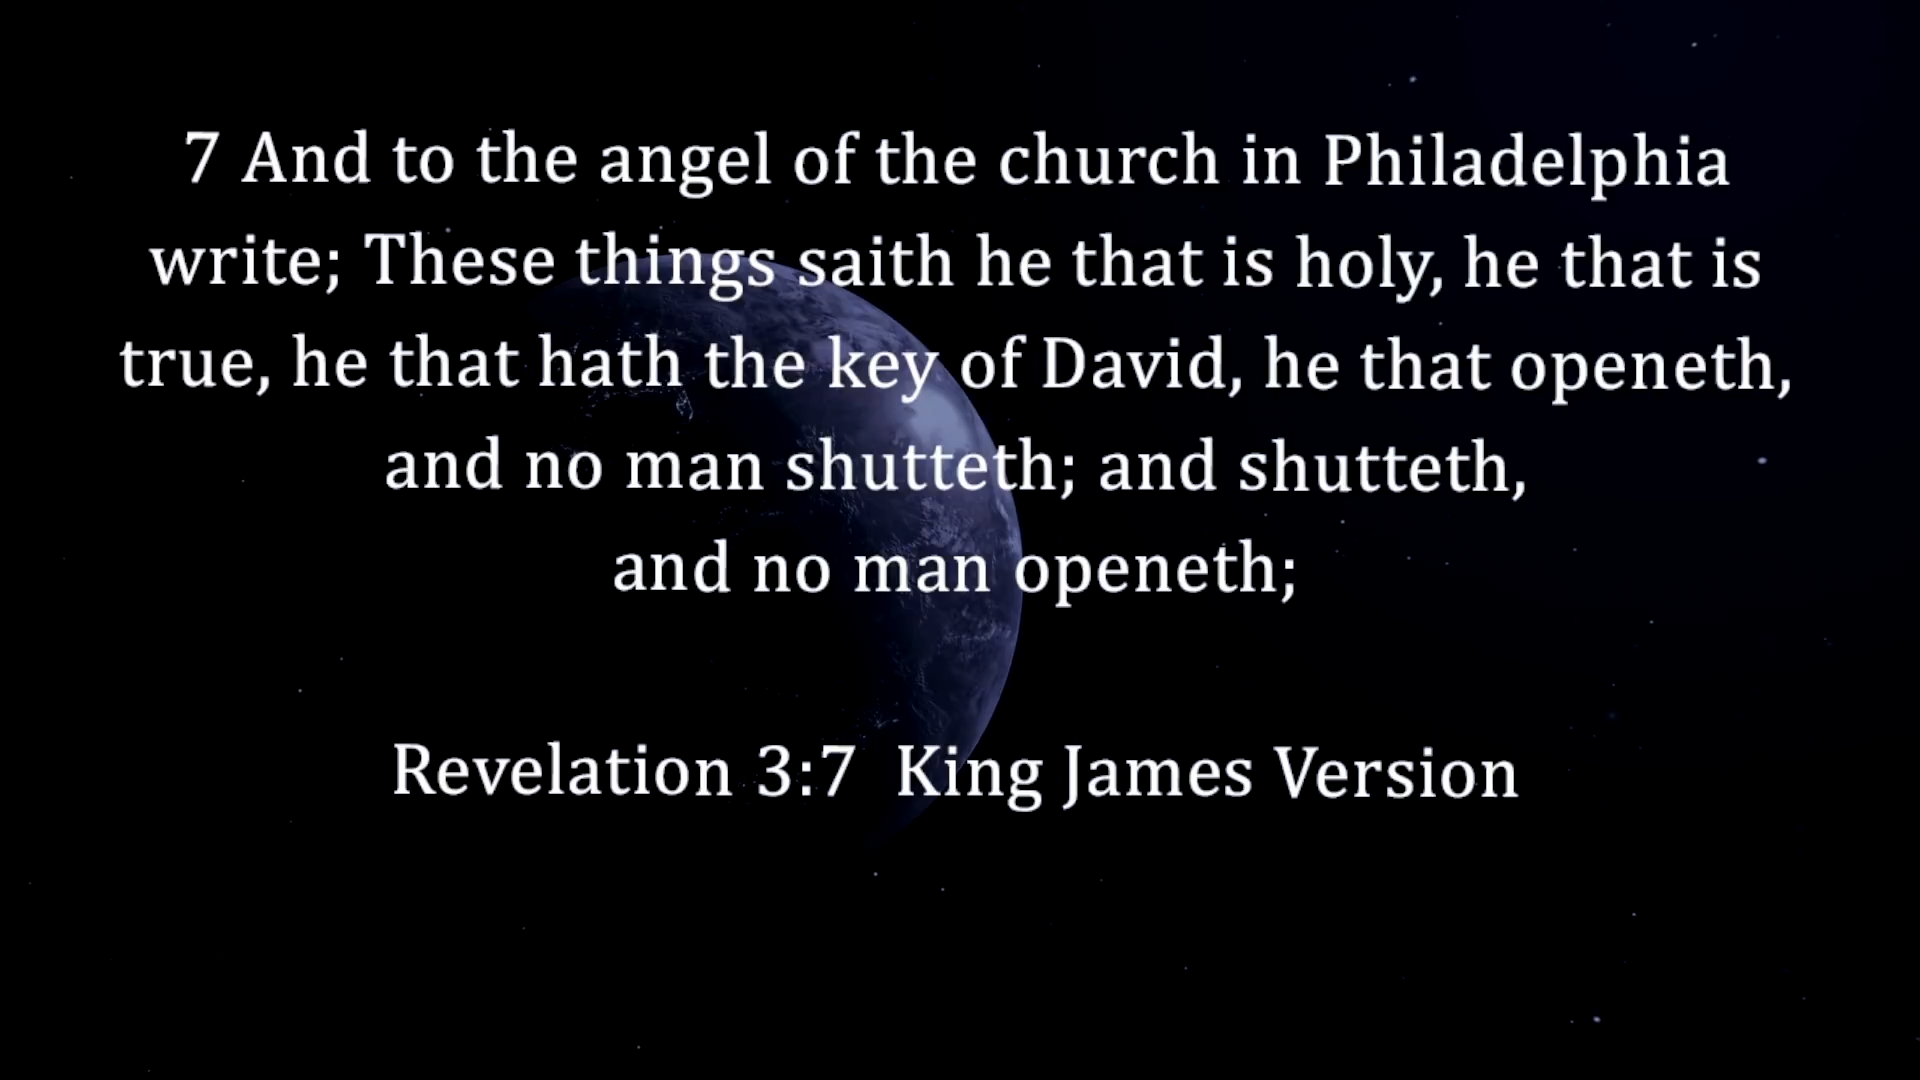 7 And to the angel of the church in Philadelphia
write; These things saith he that is holy, he that is
true, he that hath the key of David, he that openeth,
and no man shutteth; and shutteth,
and no man openeth;
Revelation 3:7 King James Version